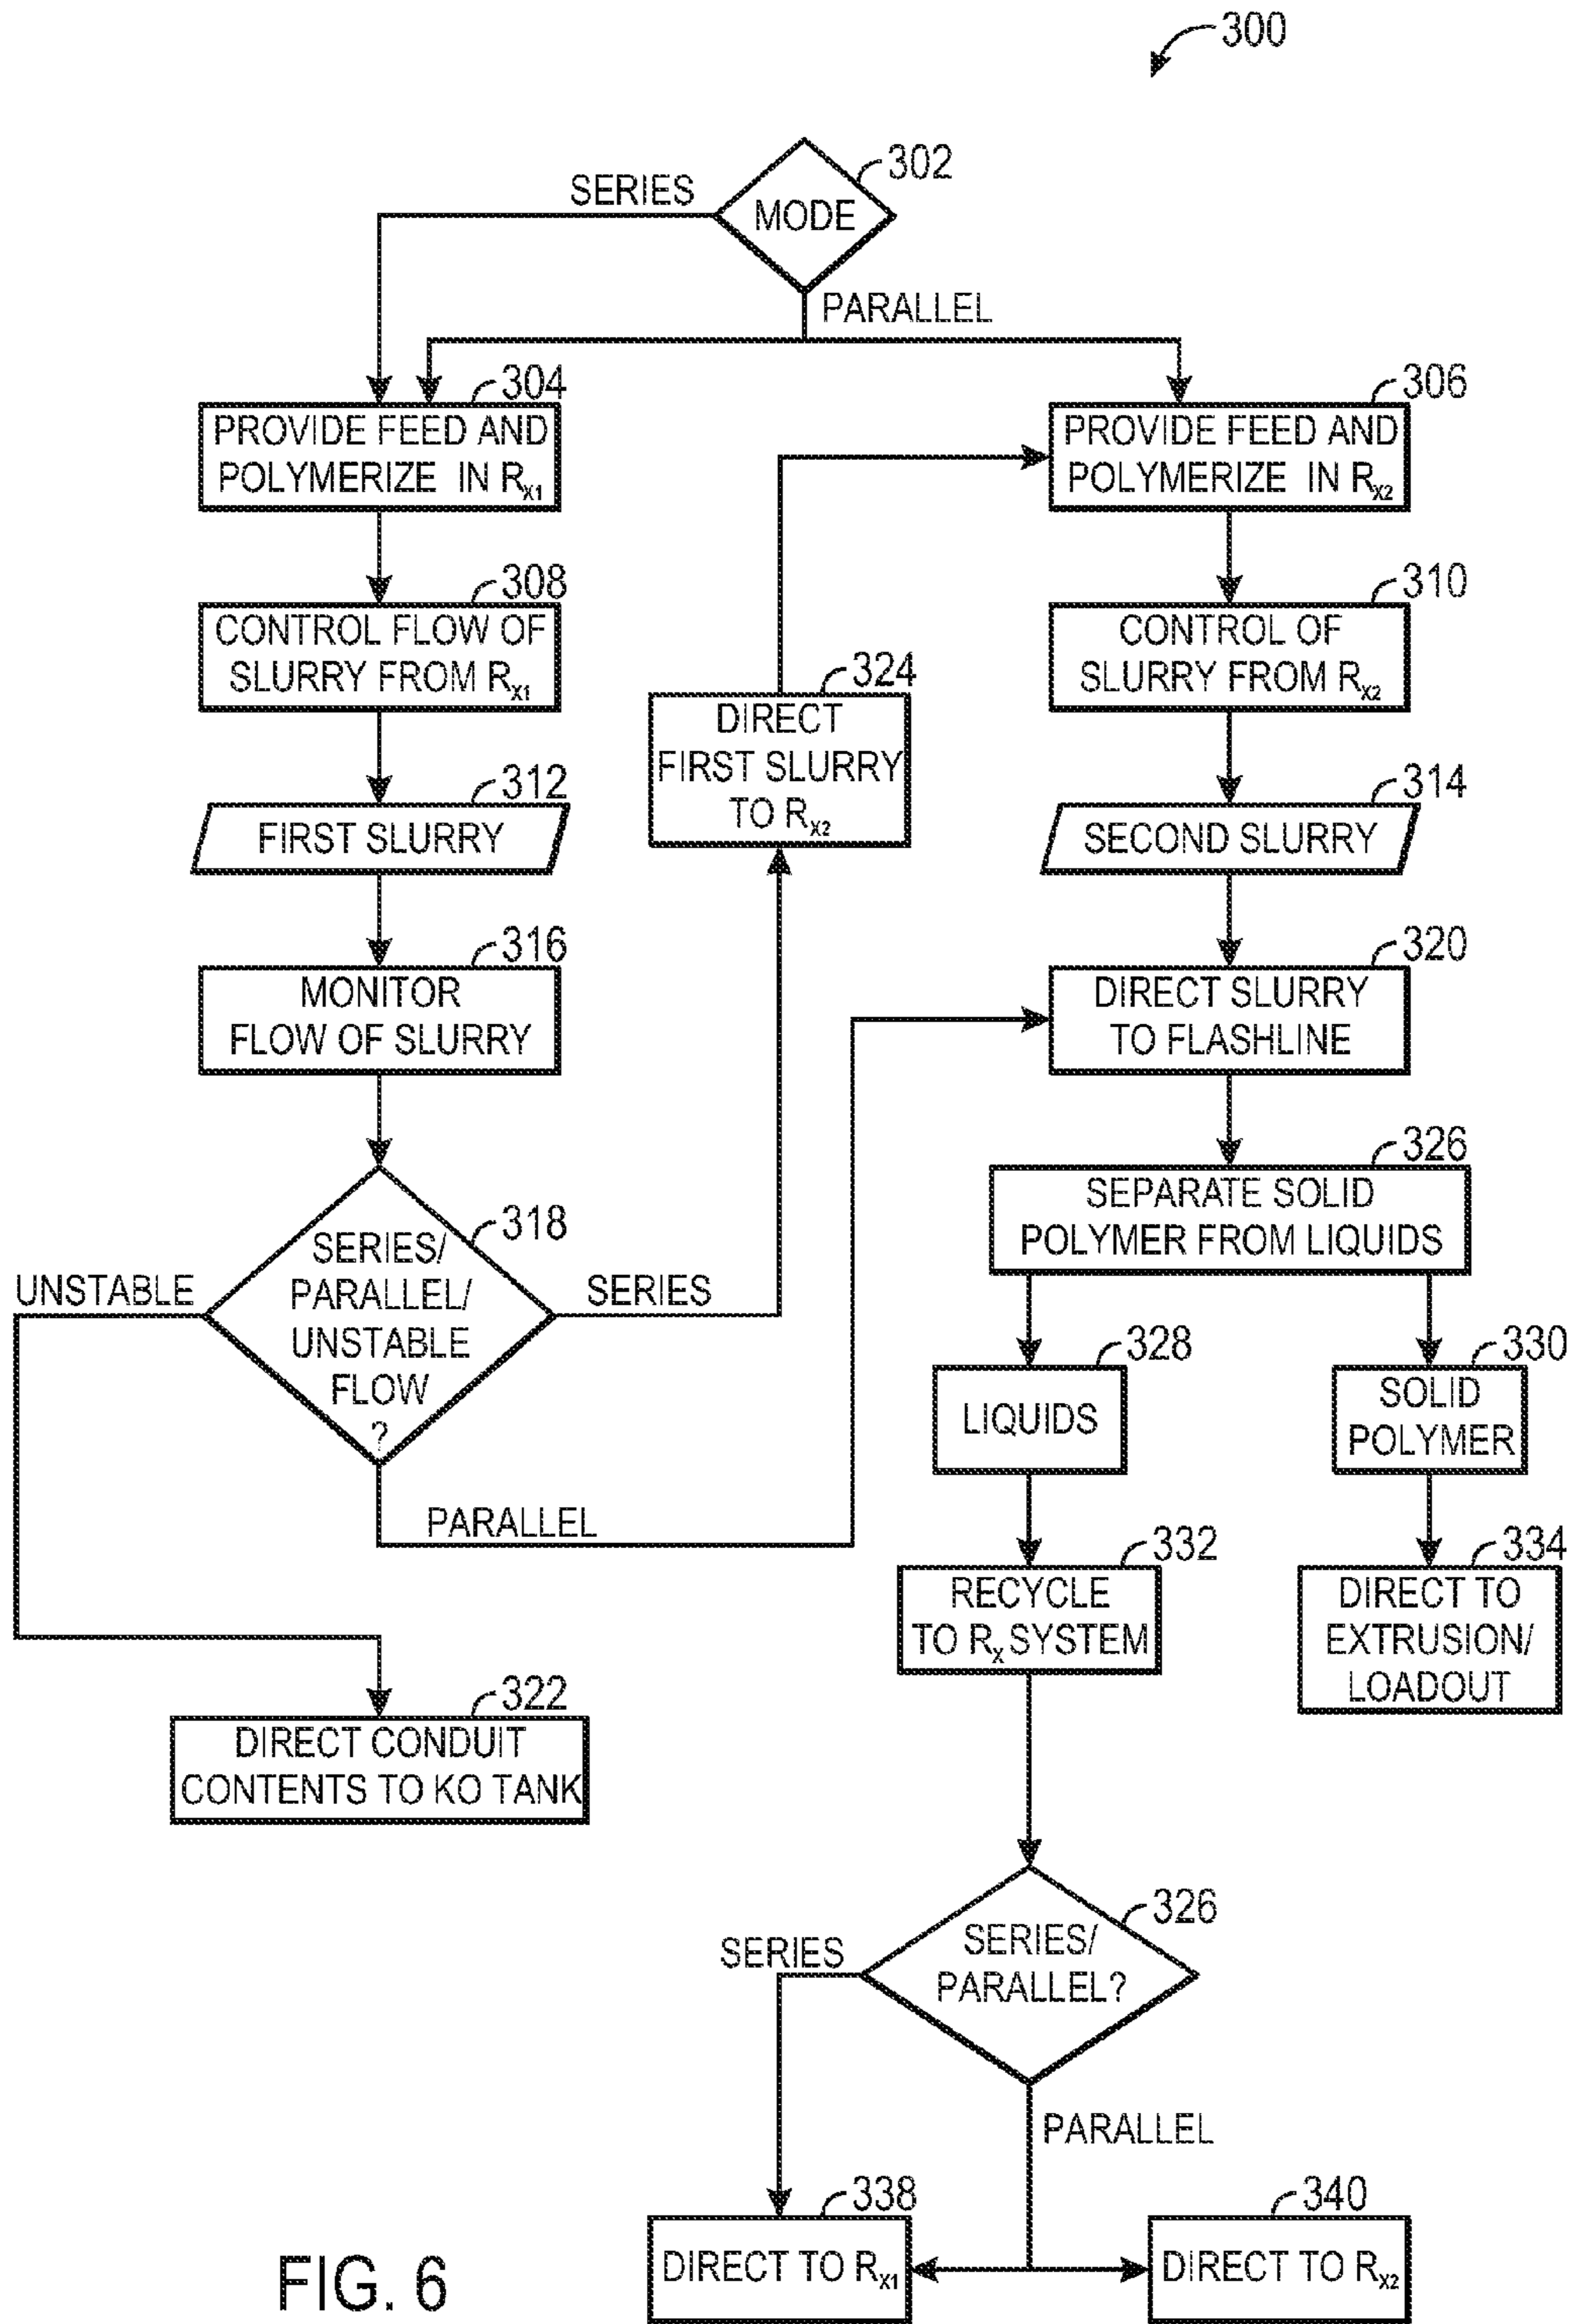 300
302
SERIES
MODE
PARALLEL
304
PROVIDE FEED AND
POLYMERIZE IN RX1
306
PROVIDE FEED AND
POLYMERIZE IN RX2
308
CONTROL FLOW OF
SLURRY FROM RX1
310
CONTROL OF
SLURRY FROM RX2
324
DIRECT
FIRST SLURRY
TO RX2
312
FIRST SLURRY
314
SECOND SLURRY
316
MONITOR
FLOW OF SLURRY
320
DIRECT SLURRY
TO FLASHLINE
318
SERIES/
PARALLEL/
UNSTABLE
FLOW
?
UNSTABLE
SERIES
PARALLEL
326
SEPARATE SOLID
POLYMER FROM LIQUIDS
328
LIQUIDS
330
SOLID
POLYMER
332
RECYCLE
TO RX SYSTEM
334
DIRECT TO
EXTRUSION/
LOADOUT
322
DIRECT CONDUIT
CONTENTS TO KO TANK
326
SERIES/
PARALLEL?
SERIES
PARALLEL
338
DIRECT TO RX1
340
DIRECT TO RX2
FIG. 6